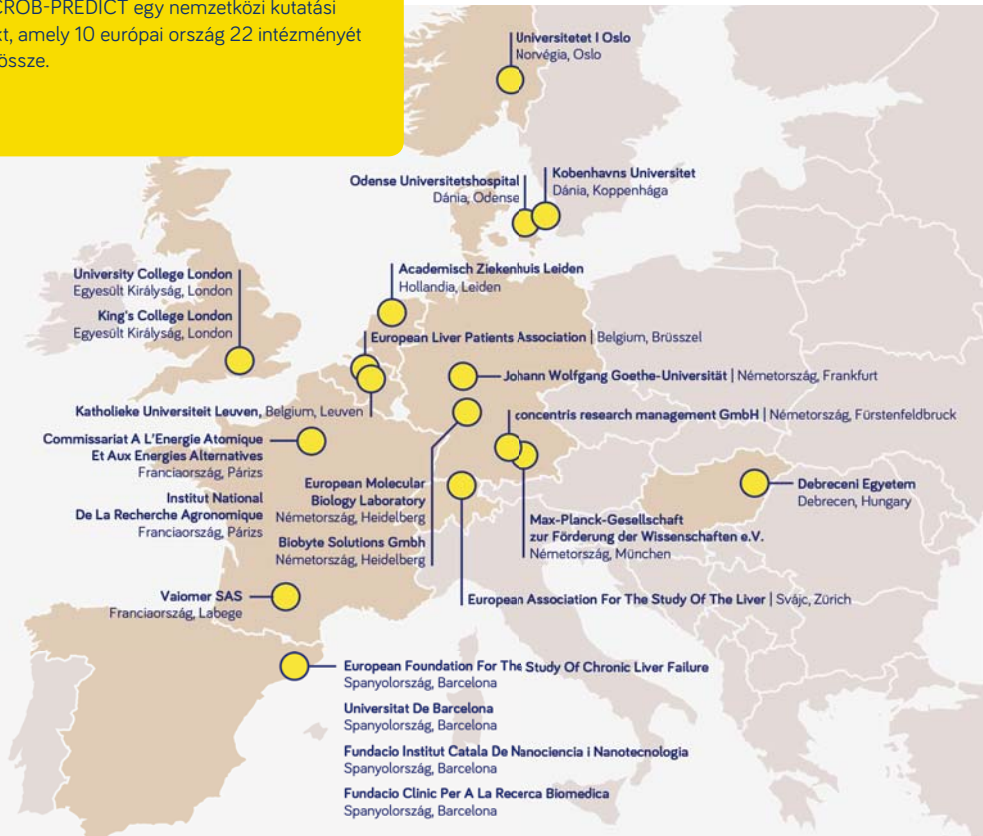 CROB-PREDICT egy nemzetközi kutatási
kt, amely 10 európai ország 22 intézményét
össze.
Universitetet I Oslo
Norvégia, Oslo
Odense Universitetshospital
Dánia, Odense
Kobenhavns Universitet
Dánia, Koppenhága
University College London
Egyesült Királyság, London
King's College London
Egyesült Királyság, London
Academisch Ziekenhuis Leiden
Hollandia, Leiden
European Liver Patients Association | Belgium, Brüsszel
Johann Wolfgang Goethe-Universität | Németország, Frankfurt
Katholieke Universiteit Leuven, Belgium, Leuven
concentris research management GmbH | Németország, Fürstenfeldbruck
Commissariat A L'Energie Atomique
Et Aux Energies Alternatives
Franciaország, Párizs
Institut National
De La Recherche Agronomique
Franciaország, Párizs
European Molecular
Biology Laboratory
Németország, Heidelberg
Biobyte Solutions Gmbh
Németország, Heidelberg
Debreceni Egyetem
Debrecen, Hungary
Max-Planck-Gesellschaft
zur Förderung der Wissenschaften e.V.
Németország, München
Vaiomer SAS
Franciaország, Labege
European Association For The Study Of The Liver | Svájc, Zürich
European Foundation For The Study Of Chronic Liver Failure
Spanyolország, Barcelona
Universitat De Barcelona
Spanyolország, Barcelona
Fundacio Institut Catala De Nanociencia i Nanotecnologia
Spanyolország, Barcelona
Fundacio Clinic Per A La Recerca Biomedica
Spanyolország, Barcelona